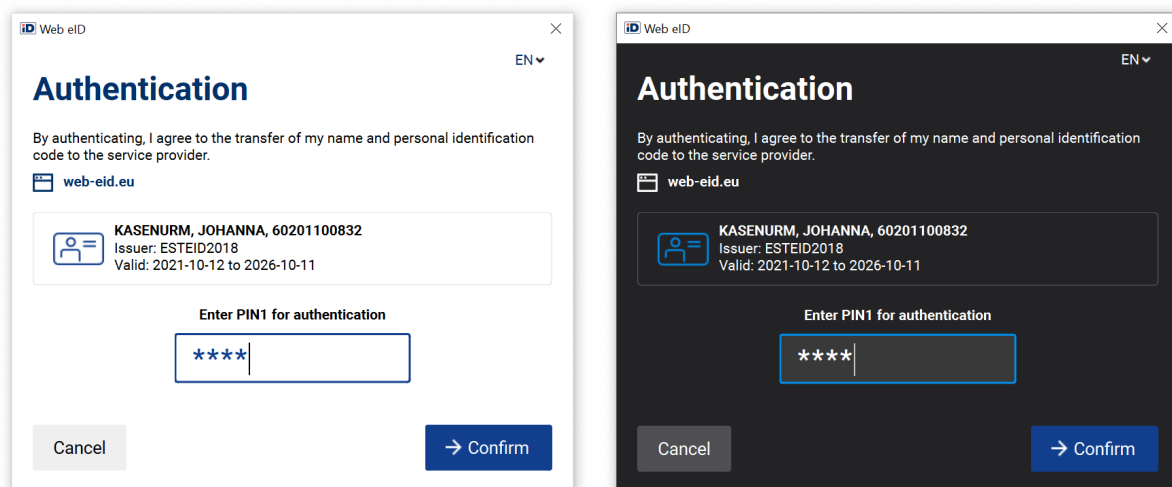 iD Web eID
EN
Authentication
By authenticating, I agree to the transfer of my name and personal identification
code to the service provider.
web-eid.eu
KASENURM, JOHANNA, 60201100832
Issuer: ESTEID2018
Valid: 2021-10-12 to 2026-10-11
Enter PIN1 for authentication
****
Cancel
→ Confirm
iD Web eID
EN
Authentication
By authenticating, I agree to the transfer of my name and personal identification
code to the service provider.
web-eid.eu
KASENURM, JOHANNA, 60201100832
Issuer: ESTEID2018
Valid: 2021-10-12 to 2026-10-11
Enter PIN1 for authentication
****
Cancel
→ Confirm